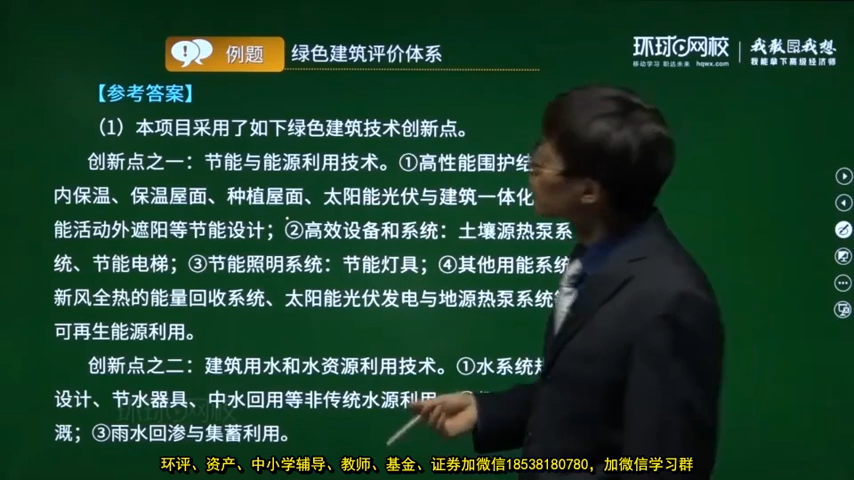 例题 绿色建筑评价体系
环球网校
移动学习 职达未来 hqwx.com
我敢因我想
我能拿下高级经济师
【参考答案】
（1）本项目采用了如下绿色建筑技术创新点。
创新点之一：节能与能源利用技术。①高性能围护结
内保温、保温屋面、种植屋面、太阳能光伏与建筑一体化
能活动外遮阳等节能设计；②高效设备和系统：土壤源热泵系
统、节能电梯；③节能照明系统：节能灯具；④其他用能系统
新风全热的能量回收系统、太阳能光伏发电与地源热泵系统
可再生能源利用。
创新点之二：建筑用水和水资源利用技术。①水系统规
设计、节水器具、中水回用等非传统水源利用
溉；③雨水回渗与集蓄利用。
环球网校
环评、资产、中小学辅导、教师、基金、证券加微信18538180780，加微信学习群